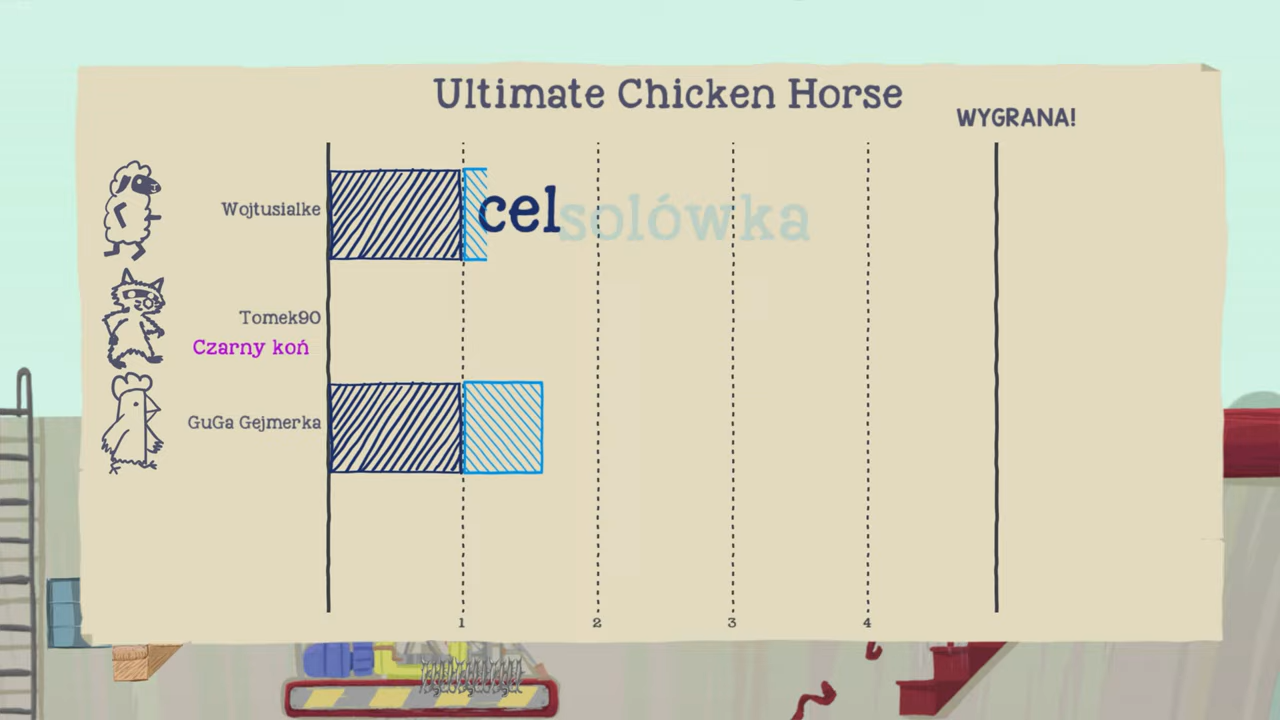 Ultimate Chicken Horse
WYGRANA!
Wojtusialke
cel
solówka
Tomek90
Czarny koń
GuGa Gejmerka
1 2 3 4